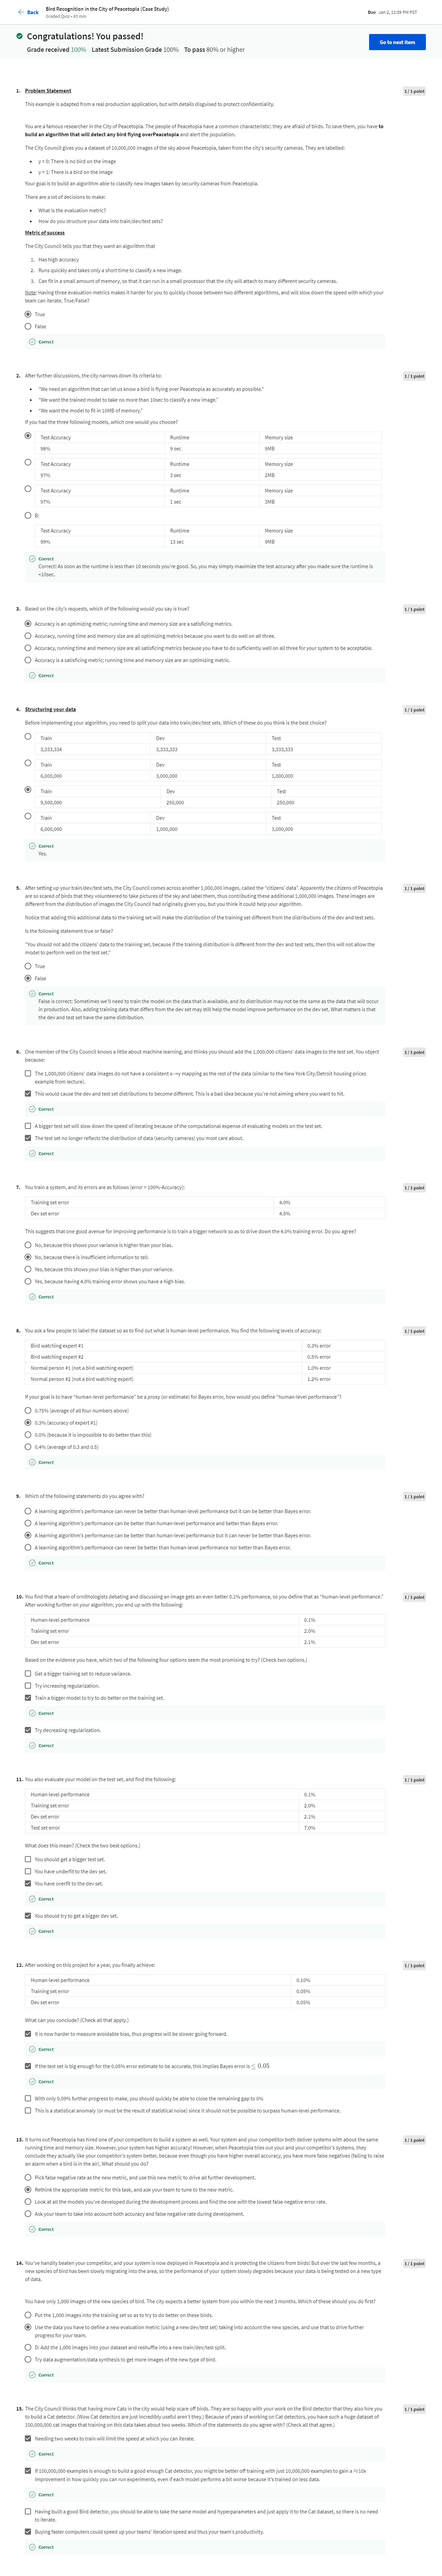 Back
Bird Recognition in the City of Peacetopia (Case Study)
Graded Quiz • 45 min
Due Jan 2, 11:59 PM PST
Congratulations! You passed!
Grade received 100% Latest Submission Grade 100% To pass 80% or higher
Go to next item
1. Problem Statement
1 / 1 point
This example is adapted from a real production application, but with details disguised to protect confidentiality.
You are a famous researcher in the City of Peacetopia. The people of Peacetopia have a common characteristic: they are afraid of birds. To save them, you have to
build an algorithm that will detect any bird flying overPeacetopia and alert the population.
The City Council gives you a dataset of 10,000,000 images of the sky above Peacetopia, taken from the city's security cameras. They are labelled:
• y = 0: There is no bird on the image
• y = 1: There is a bird on the image
Your goal is to build an algorithm able to classify new images taken by security cameras from Peacetopia.
There are a lot of decisions to make:
• What is the evaluation metric?
• How do you structure your data into train/dev/test sets?
Metric of success
The City Council tells you that they want an algorithm that
1. Has high accuracy
2. Runs quickly and takes only a short time to classify a new image.
3. Can fit in a small amount of memory, so that it can run in a small processor that the city will attach to many different security cameras.
Note: Having three evaluation metrics makes it harder for you to quickly choose between two different algorithms, and will slow down the speed with which your
team can iterate. True/False?
True
False
Correct
2. After further discussions, the city narrows down its criteria to:
1 / 1 point
• "We need an algorithm that can let us know a bird is flying over Peacetopia as accurately as possible."
• "We want the trained model to take no more than 10sec to classify a new image."
• "We want the model to fit in 10MB of memory."
If you had the three following models, which one would you choose?
Test Accuracy Runtime Memory size
98% 9 sec 9MB
Test Accuracy Runtime Memory size
97% 3 sec 2MB
Test Accuracy Runtime Memory size
97% 1 sec 3MB
B:
Test Accuracy Runtime Memory size
99% 13 sec 9MB
Correct
Correct! As soon as the runtime is less than 10 seconds you're good. So, you may simply maximize the test accuracy after you made sure the runtime is
<10sec.
3. Based on the city's requests, which of the following would you say is true?
1 / 1 point
Accuracy is an optimizing metric; running time and memory size are a satisficing metrics.
Accuracy, running time and memory size are all optimizing metrics because you want to do well on all three.
Accuracy, running time and memory size are all satisficing metrics because you have to do sufficiently well on all three for your system to be acceptable.
Accuracy is a satisficing metric; running time and memory size are an optimizing metric.
Correct
4. Structuring your data
1 / 1 point
Before implementing your algorithm, you need to split your data into train/dev/test sets. Which of these do you think is the best choice?
Train Dev Test
3,333,334 3,333,333 3,333,333
Train Dev Test
6,000,000 3,000,000 1,000,000
Train Dev Test
9,500,000 250,000 250,000
Train Dev Test
6,000,000 1,000,000 3,000,000
Correct
Yes.
5. After setting up your train/dev/test sets, the City Council comes across another 1,000,000 images, called the "citizens' data". Apparently the citizens of Peacetopia
1 / 1 point
are so scared of birds that they volunteered to take pictures of the sky and label them, thus contributing these additional 1,000,000 images. These images are
different from the distribution of images the City Council had originally given you, but you think it could help your algorithm.
Notice that adding this additional data to the training set will make the distribution of the training set different from the distributions of the dev and test sets.
Is the following statement true or false?
"You should not add the citizens' data to the training set, because if the training distribution is different from the dev and test sets, then this will not allow the
model to perform well on the test set."
True
False
Correct
False is correct: Sometimes we'll need to train the model on the data that is available, and its distribution may not be the same as the data that will occur
in production. Also, adding training data that differs from the dev set may still help the model improve performance on the dev set. What matters is that
the dev and test set have the same distribution.
6. One member of the City Council knows a little about machine learning, and thinks you should add the 1,000,000 citizens' data images to the test set. You object
1 / 1 point
because:
The 1,000,000 citizens' data images do not have a consistent x-->y mapping as the rest of the data (similar to the New York City/Detroit housing prices
example from lecture).
This would cause the dev and test set distributions to become different. This is a bad idea because you're not aiming where you want to hit.
Correct
A bigger test set will slow down the speed of iterating because of the computational expense of evaluating models on the test set.
The test set no longer reflects the distribution of data (security cameras) you most care about.
Correct
7. You train a system, and its errors are as follows (error = 100%-Accuracy):
1 / 1 point
Training set error 4.0%
Dev set error 4.5%
This suggests that one good avenue for improving performance is to train a bigger network so as to drive down the 4.0% training error. Do you agree?
No, because this shows your variance is higher than your bias.
No, because there is insufficient information to tell.
Yes, because this shows your bias is higher than your variance.
Yes, because having 4.0% training error shows you have a high bias.
Correct
8. You ask a few people to label the dataset so as to find out what is human-level performance. You find the following levels of accuracy:
1 / 1 point
Bird watching expert #1 0.3% error
Bird watching expert #2 0.5% error
Normal person #1 (not a bird watching expert) 1.0% error
Normal person #2 (not a bird watching expert) 1.2% error
If your goal is to have "human-level performance" be a proxy (or estimate) for Bayes error, how would you define "human-level performance"?
0.75% (average of all four numbers above)
0.3% (accuracy of expert #1)
0.0% (because it is impossible to do better than this)
0.4% (average of 0.3 and 0.5)
Correct
9. Which of the following statements do you agree with?
1 / 1 point
A learning algorithm's performance can never be better than human-level performance but it can be better than Bayes error.
A learning algorithm's performance can be better than human-level performance and better than Bayes error.
A learning algorithm's performance can be better than human-level performance but it can never be better than Bayes error.
A learning algorithm's performance can never be better than human-level performance nor better than Bayes error.
Correct
10. You find that a team of ornithologists debating and discussing an image gets an even better 0.1% performance, so you define that as "human-level performance."
1 / 1 point
After working further on your algorithm, you end up with the following:
Human-level performance 0.1%
Training set error 2.0%
Dev set error 2.1%
Based on the evidence you have, which two of the following four options seem the most promising to try? (Check two options.)
Get a bigger training set to reduce variance.
Try increasing regularization.
Train a bigger model to try to do better on the training set.
Correct
Try decreasing regularization.
Correct
11. You also evaluate your model on the test set, and find the following:
1 / 1 point
Human-level performance 0.1%
Training set error 2.0%
Dev set error 2.1%
Test set error 7.0%
What does this mean? (Check the two best options.)
You should get a bigger test set.
You have underfit to the dev set.
You have overfit to the dev set.
Correct
You should try to get a bigger dev set.
Correct
12. After working on this project for a year, you finally achieve:
1 / 1 point
Human-level performance 0.10%
Training set error 0.05%
Dev set error 0.05%
What can you conclude? (Check all that apply.)
It is now harder to measure avoidable bias, thus progress will be slower going forward.
Correct
If the test set is big enough for the 0.05% error estimate to be accurate, this implies Bayes error is ≤ 0.05
Correct
With only 0.09% further progress to make, you should quickly be able to close the remaining gap to 0%
This is a statistical anomaly (or must be the result of statistical noise) since it should not be possible to surpass human-level performance.
13. It turns out Peacetopia has hired one of your competitors to build a system as well. Your system and your competitor both deliver systems with about the same
1 / 1 point
running time and memory size. However, your system has higher accuracy! However, when Peacetopia tries out your and your competitor's systems, they
conclude they actually like your competitor's system better, because even though you have higher overall accuracy, you have more false negatives (failing to raise
an alarm when a bird is in the air). What should you do?
Pick false negative rate as the new metric, and use this new metric to drive all further development.
Rethink the appropriate metric for this task, and ask your team to tune to the new metric.
Look at all the models you've developed during the development process and find the one with the lowest false negative error rate.
Ask your team to take into account both accuracy and false negative rate during development.
Correct
14. You've handily beaten your competitor, and your system is now deployed in Peacetopia and is protecting the citizens from birds! But over the last few months, a
1 / 1 point
new species of bird has been slowly migrating into the area, so the performance of your system slowly degrades because your data is being tested on a new type
of data.
You have only 1,000 images of the new species of bird. The city expects a better system from you within the next 3 months. Which of these should you do first?
Put the 1,000 images into the training set so as to try to do better on these birds.
Use the data you have to define a new evaluation metric (using a new dev/test set) taking into account the new species, and use that to drive further
progress for your team.
D: Add the 1,000 images into your dataset and reshuffle into a new train/dev/test split.
Try data augmentation/data synthesis to get more images of the new type of bird.
Correct
15. The City Council thinks that having more Cats in the city would help scare off birds. They are so happy with your work on the Bird detector that they also hire you
1 / 1 point
to build a Cat detector. (Wow Cat detectors are just incredibly useful aren't they.) Because of years of working on Cat detectors, you have such a huge dataset of
100,000,000 cat images that training on this data takes about two weeks. Which of the statements do you agree with? (Check all that agree.)
Needing two weeks to train will limit the speed at which you can iterate.
Correct
If 100,000,000 examples is enough to build a good enough Cat detector, you might be better off training with just 10,000,000 examples to gain a ≈10x
improvement in how quickly you can run experiments, even if each model performs a bit worse because it's trained on less data.
Correct
Having built a good Bird detector, you should be able to take the same model and hyperparameters and just apply it to the Cat dataset, so there is no need
to iterate.
Buying faster computers could speed up your teams' iteration speed and thus your team's productivity.
Correct